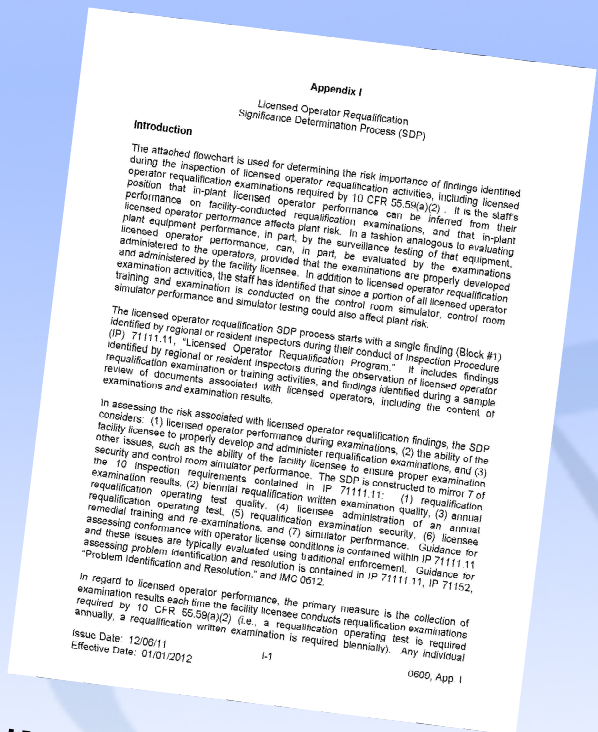 Appendix I
Licensed Operator Requalification
Significance Determination Process (SDP)
Introduction
The attached flowchart is used for determining the risk importance of findings identified
during the inspection of licensed operator requalification activities, including licensed
operator requalification examinations required by 10 CFR 55.59(a)(2) . It is the staff's
position that in-plant licensed operator performance can be inferred from their
performance on facility-conducted requalification examinations, and that in-plant
licensed operator performance affects plant risk. In a fashion analogous to evaluating
plant equipment performance, in part, by the surveillance testing of that equipment,
licensed operator performance, can, in part, be evaluated by the examinations
administered to the operators, provided that the examinations are properly developed
and administered by the facility licensee. In addition to licensed operator requalification
examination activities, the staff has identified that since a portion of all licensed operator
training and examination is conducted on the control room simulator, control room
simulator performance and simulator testing could also affect plant risk.
The licensed operator requalification SDP process starts with a single finding (Block #1)
identified by regional or resident inspectors during their conduct of Inspection Procedure
(IP) 71111.11, "Licensed Operator Requalification Program." It includes findings
identified by regional or resident inspectors during the observation of licensed operator
requalification examination or training activities, and findings identified during a sample
review of documents associated with licensed operators, including the content of
examinations and examination results.
In assessing the risk associated with licensed operator requalification findings, the SDP
considers: (1) licensed operator performance during examinations, (2) the ability of the
facility licensee to properly develop and administer requalification examinations, and (3)
other issues, such as the ability of the facility licensee to ensure proper examination
security and control room simulator performance. The SDP is constructed to mirror 7 of
the 10 inspection requirements contained in IP 71111.11: (1) requalification
examination results, (2) biennial requalification written examination quality, (3) annual
requalification operating test quality, (4) licensee administration of an annual
requalification operating test, (5) requalification examination security, (6) licensee
remedial training and re-examinations, and (7) simulator performance. Guidance for
assessing conformance with operator license conditions is contained within IP 71111.11
and these issues are typically evaluated using traditional enforcement. Guidance for
assessing problem identification and resolution is contained in IP 71111.11, IP 71152,
"Problem Identification and Resolution," and IMC 0612.
In regard to licensed operator performance, the primary measure is the collection of
examination results each time the facility licensee conducts requalification examinations
required by 10 CFR 55.59(a)(2) (i.e., a requalification operating test is required
annually, a requalification written examination is required biennially). Any individual
Issue Date: 12/06/11
Effective Date: 01/01/2012
I-1
0609, App. I